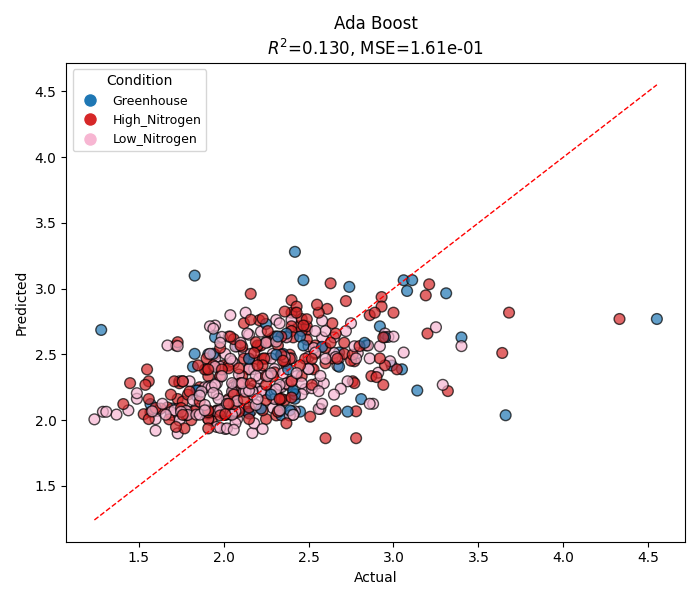 Ada Boost
R²=0.130, MSE=1.61e-01
Condition
Greenhouse
High_Nitrogen
Low_Nitrogen
4.5
4.0
3.5
3.0
2.5
2.0
1.5
Predicted
1.5 2.0 2.5 3.0 3.5 4.0 4.5
Actual